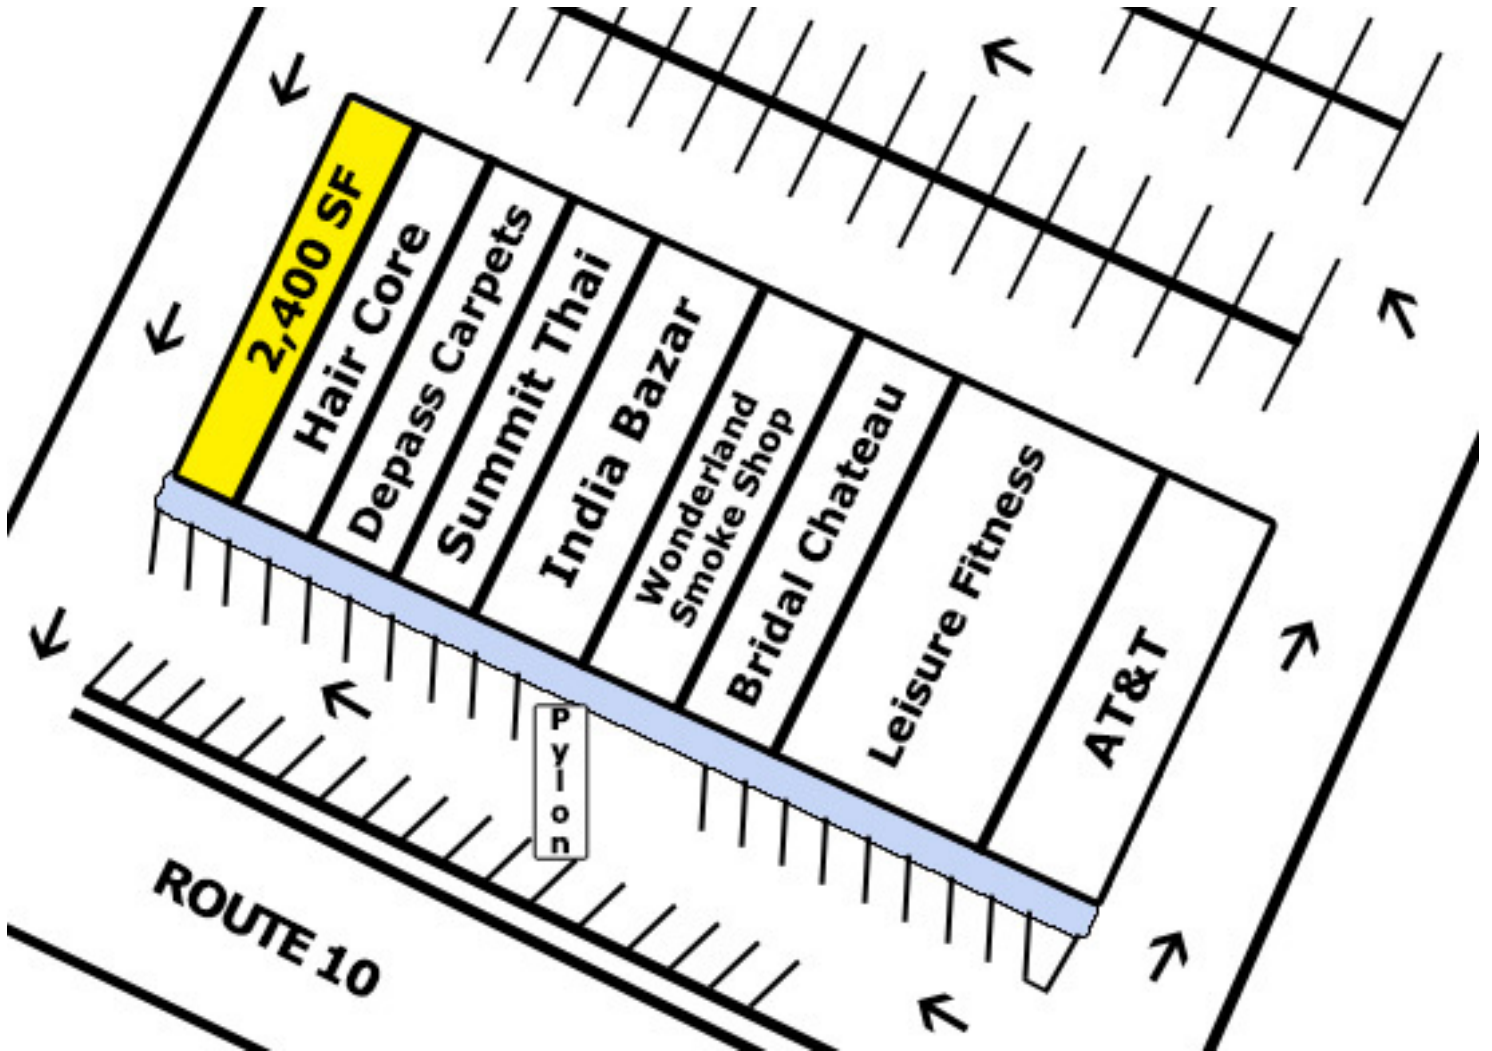 2,400 SF
Hair Core
Depass Carpets
Summit Thai
India Bazar
Wonderland
Smoke Shop
Bridal Chateau
Leisure Fitness
AT&T
Pylon
ROUTE 10